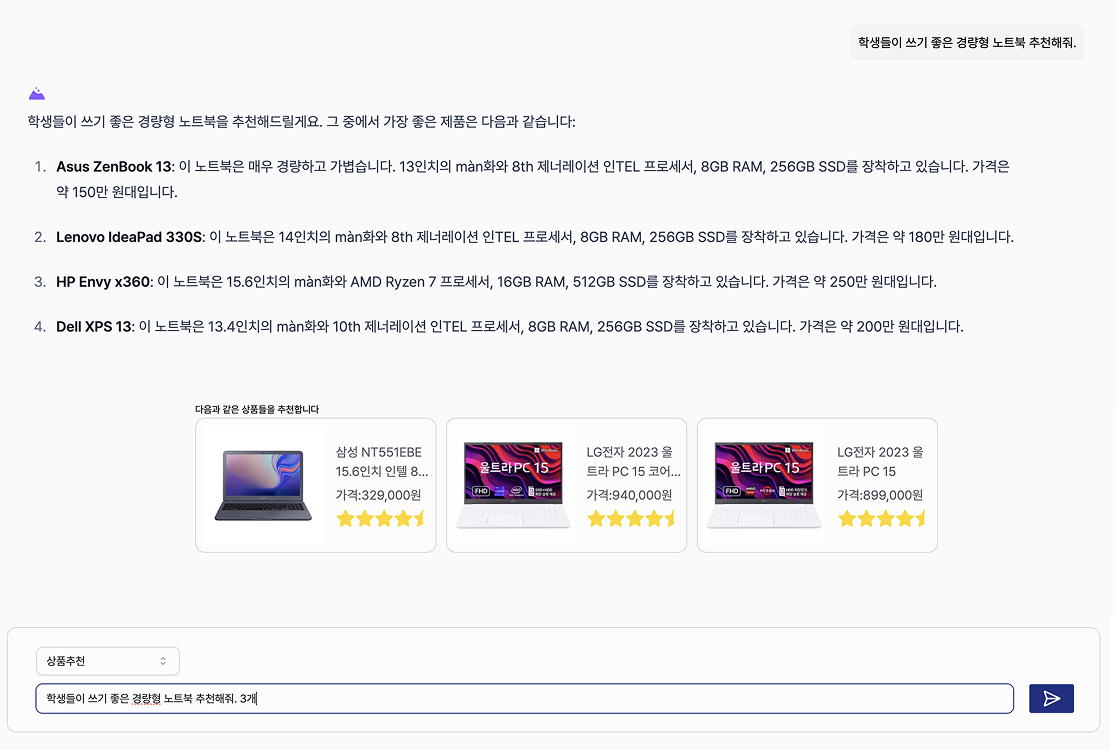 학생들이 쓰기 좋은 경량형 노트북 추천해줘.
학생들이 쓰기 좋은 경량형 노트북을 추천해드릴게요. 그 중에서 가장 좋은 제품은 다음과 같습니다:
1. Asus ZenBook 13: 이 노트북은 매우 경량하고 가볍습니다. 13인치의 màn화와 8th 제너레이션 인TEL 프로세서, 8GB RAM, 256GB SSD를 장착하고 있습니다. 가격은
약 150만 원대입니다.
2. Lenovo IdeaPad 330S: 이 노트북은 14인치의 màn화와 8th 제너레이션 인TEL 프로세서, 8GB RAM, 256GB SSD를 장착하고 있습니다. 가격은 약 180만 원대입니다.
3. HP Envy x360: 이 노트북은 15.6인치의 màn화와 AMD Ryzen 7 프로세서, 16GB RAM, 512GB SSD를 장착하고 있습니다. 가격은 약 250만 원대입니다.
4. Dell XPS 13: 이 노트북은 13.4인치의 màn화와 10th 제너레이션 인TEL 프로세서, 8GB RAM, 256GB SSD를 장착하고 있습니다. 가격은 약 200만 원대입니다.
다음과 같은 상품들을 추천합니다
삼성 NT551EBE
15.6인치 인텔 8...
가격:329,000원
Windows
울트라PC 15
FHD
LG전자 2023 울
트라 PC 15 코어...
가격:940,000원
Windows
울트라PC 15
FHD
LG전자 2023 울
트라 PC 15
가격:899,000원
상품추천
학생들이 쓰기 좋은 경량형 노트북 추천해줘. 3개